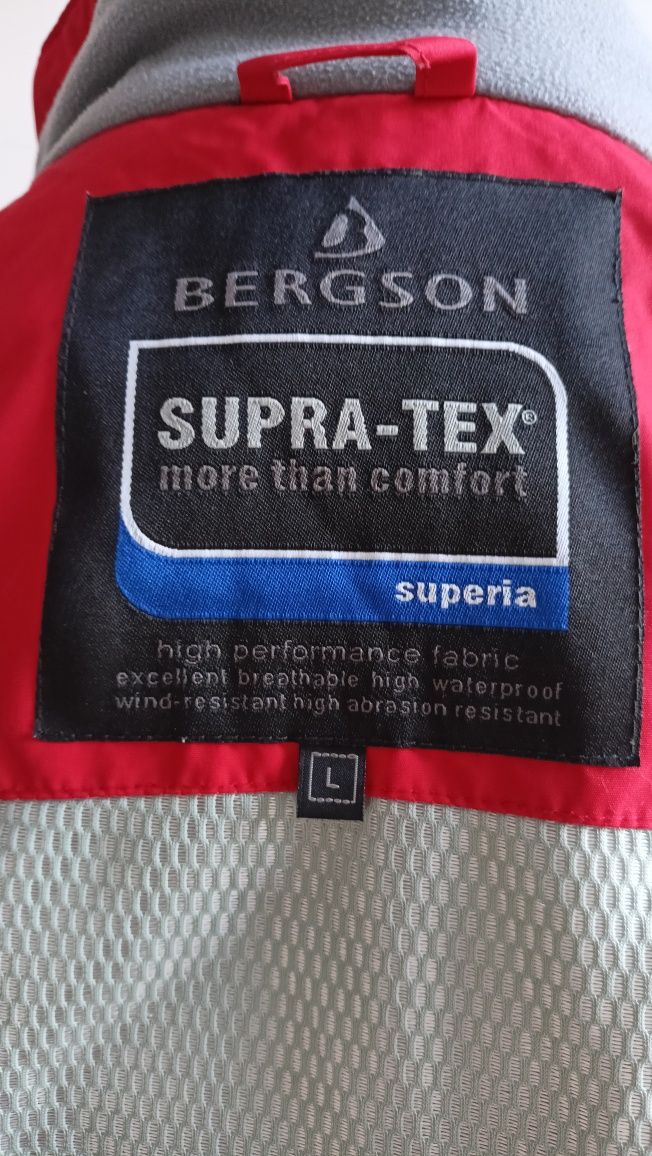 BERGSON
SUPRA-TEX®
more than comfort
superia
high performance fabric
excellent breathable high waterproof
wind-resistant high abrasion resistant
L